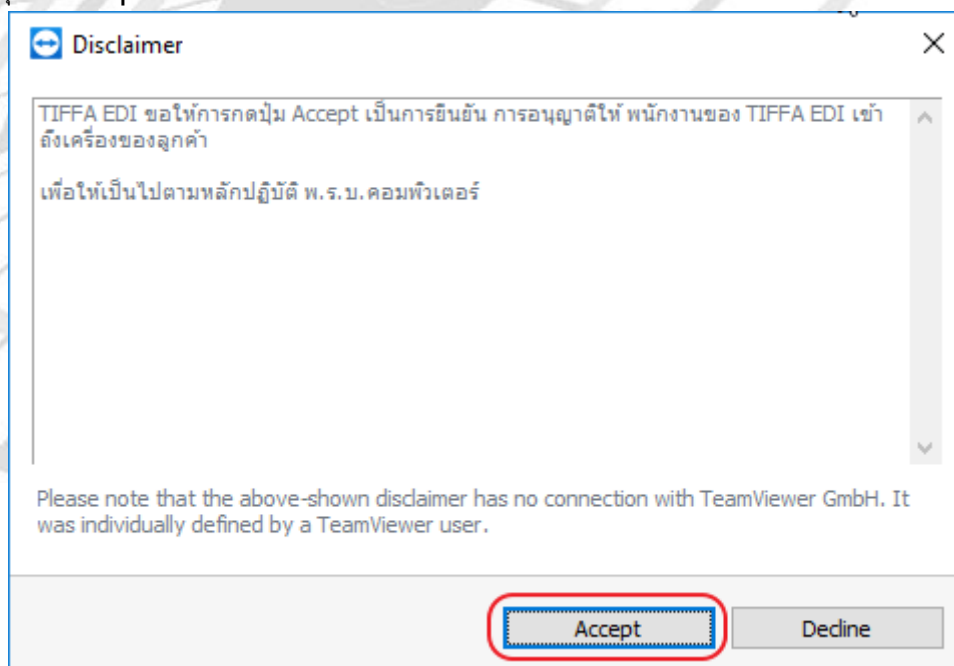 Disclaimer
TIFFA EDI ขอให้การกดปุ่ม Accept เป็นการยืนยัน การอนุญาติให้ พนักงานของ TIFFA EDI เข้า
ถึงเครื่องของลูกค้า
เพื่อให้เป็นไปตามหลักปฏิบัติ พ.ร.บ.คอมพิวเตอร์
Please note that the above-shown disclaimer has no connection with TeamViewer GmbH. It
was individually defined by a TeamViewer user.
Accept Decline